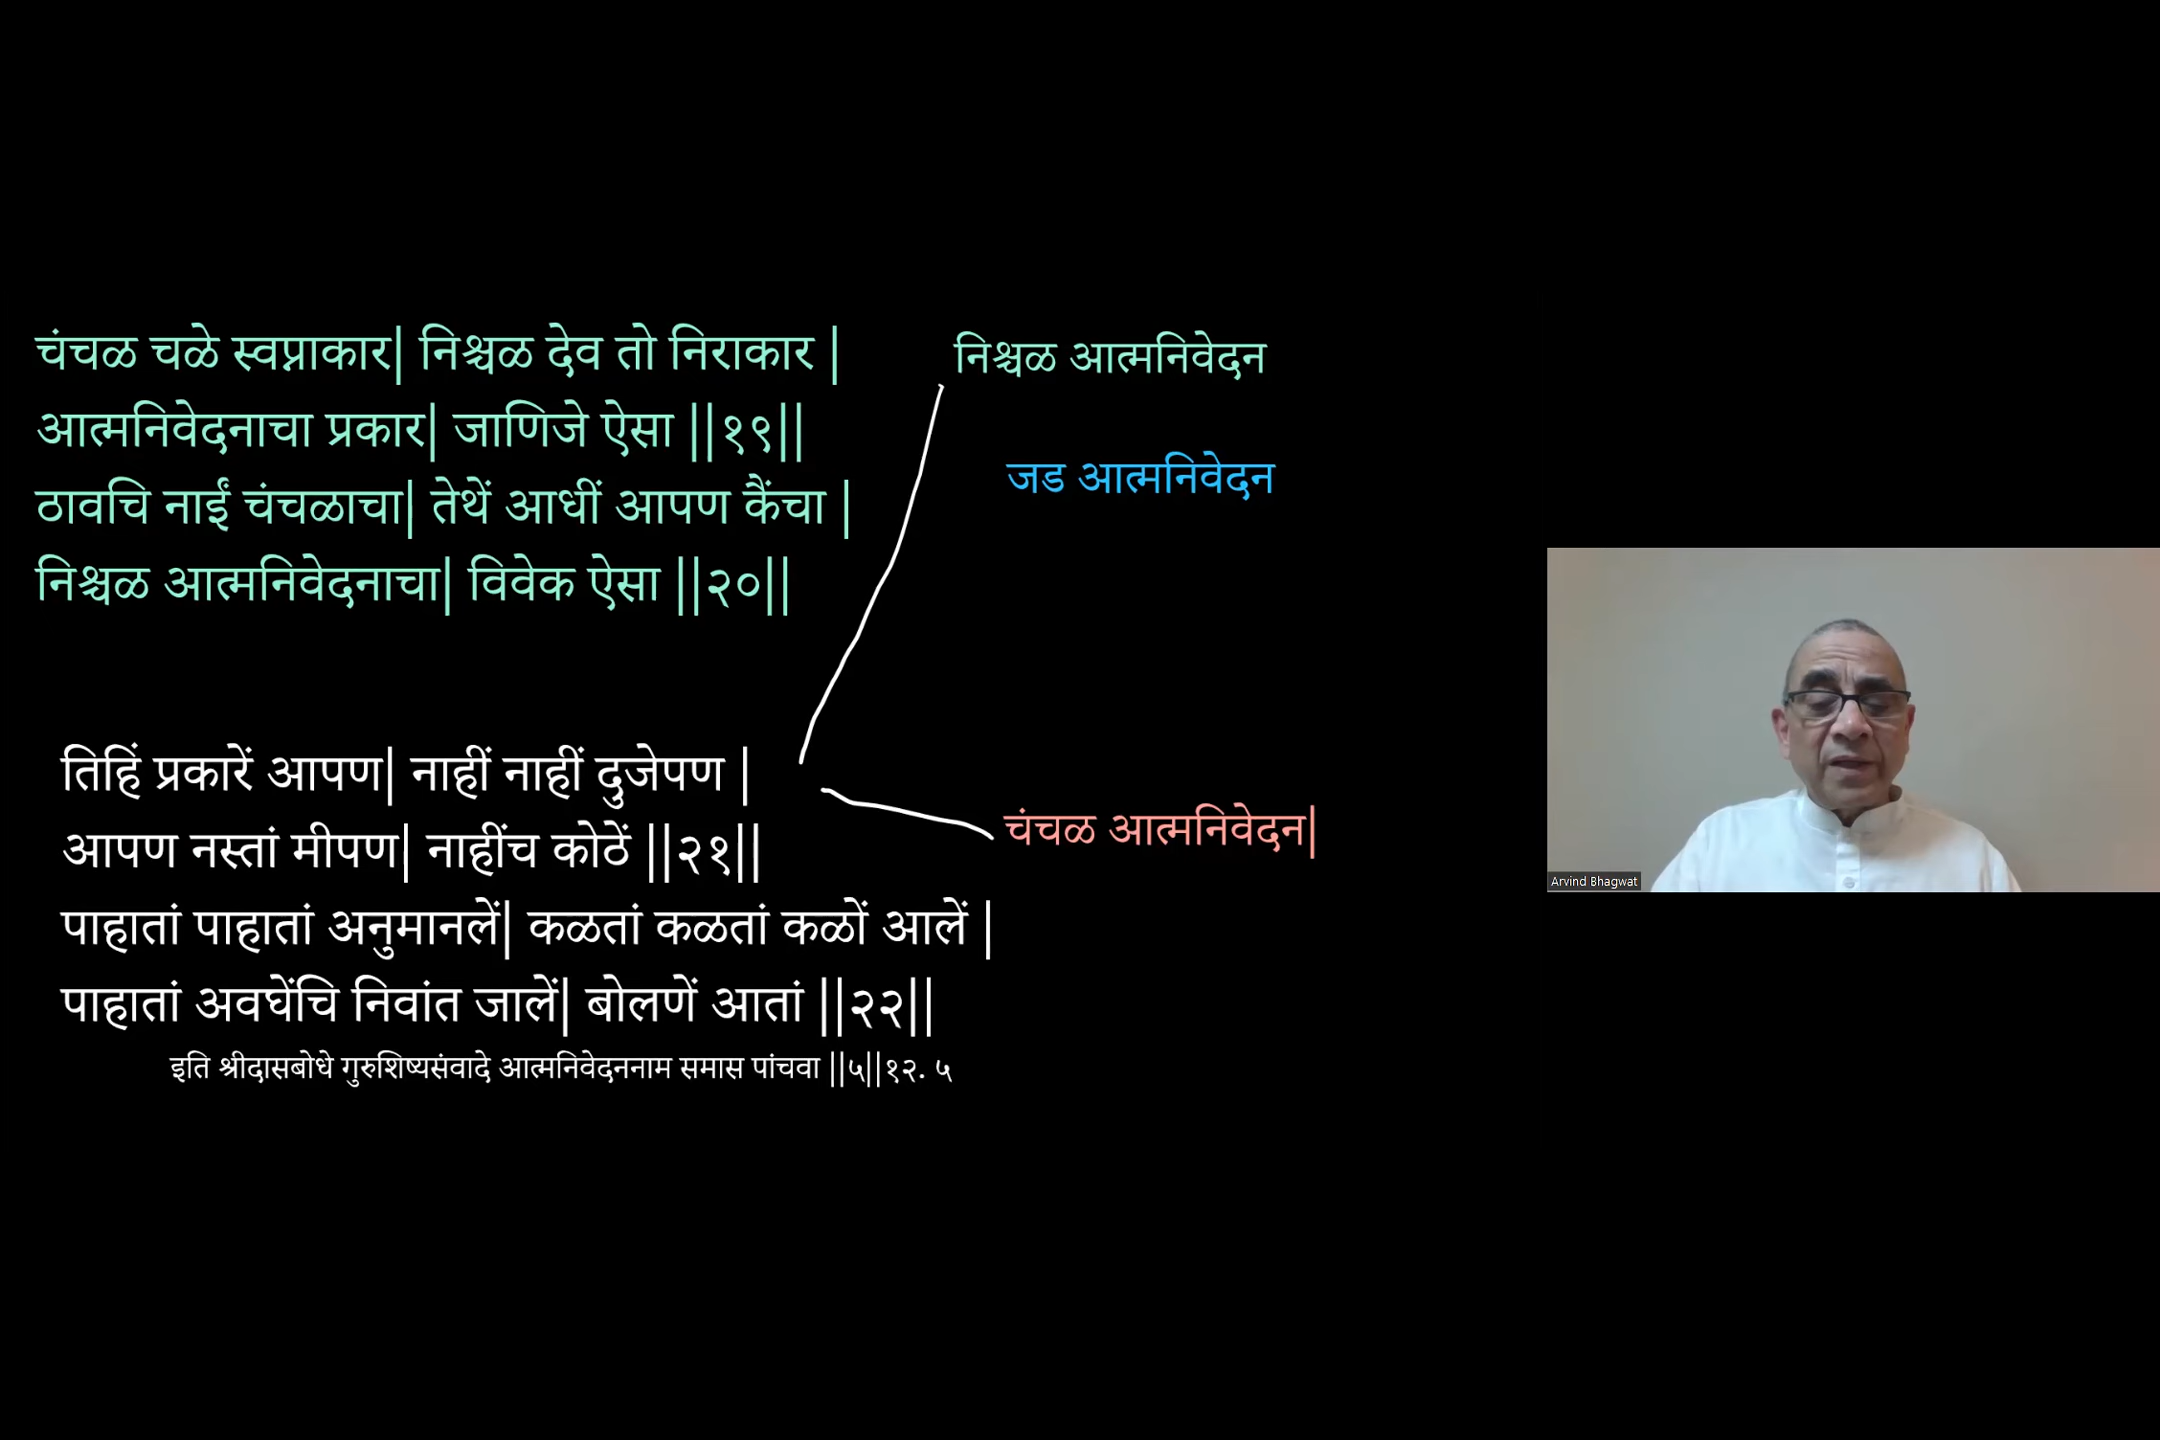 चंचळ चळे स्वप्नाकार| निश्चळ देव तो निराकार |
आत्मनिवेदनाचा प्रकार| जाणिजे ऐसा ||१९||
ठावचि नाईं चंचळाचा| तेथें आधीं आपण कैंचा |
निश्चळ आत्मनिवेदनाचा| विवेक ऐसा ||२०||
तिहिं प्रकारें आपण| नाहीं नाहीं दुजेपण |
आपण नस्तां मीपण| नाहींच कोठें ||२१||
पाहातां पाहातां अनुमानलें| कळतां कळतां कळों आलें |
पाहातां अवघेंचि निवांत जालें| बोलणें आतां ||२२||
इति श्रीदासबोधे गुरुशिष्यसंवादे आत्मनिवेदननाम समास पांचवा ||५||१२. ५
निश्चळ आत्मनिवेदन
जड आत्मनिवेदन
चंचळ आत्मनिवेदन|
Arvind Bhagwat